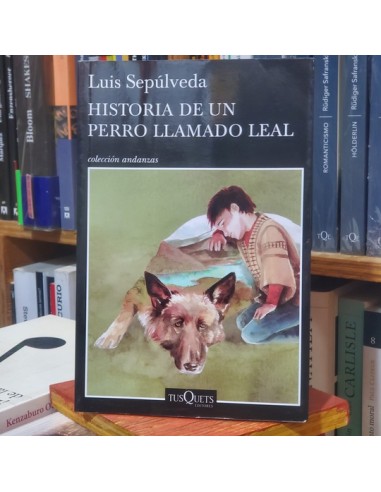 Luis Sepúlveda
HISTORIA DE UN
PERRO LLAMADO LEAL
colección andanzas
TUSQUETS
EDITORES
Bloom
SHAKES
Rüdiger Safranski
ROMANTICISMO
Rüdiger Safransk
HÖLDERLIN
CARLISLE
Kenzaburo O